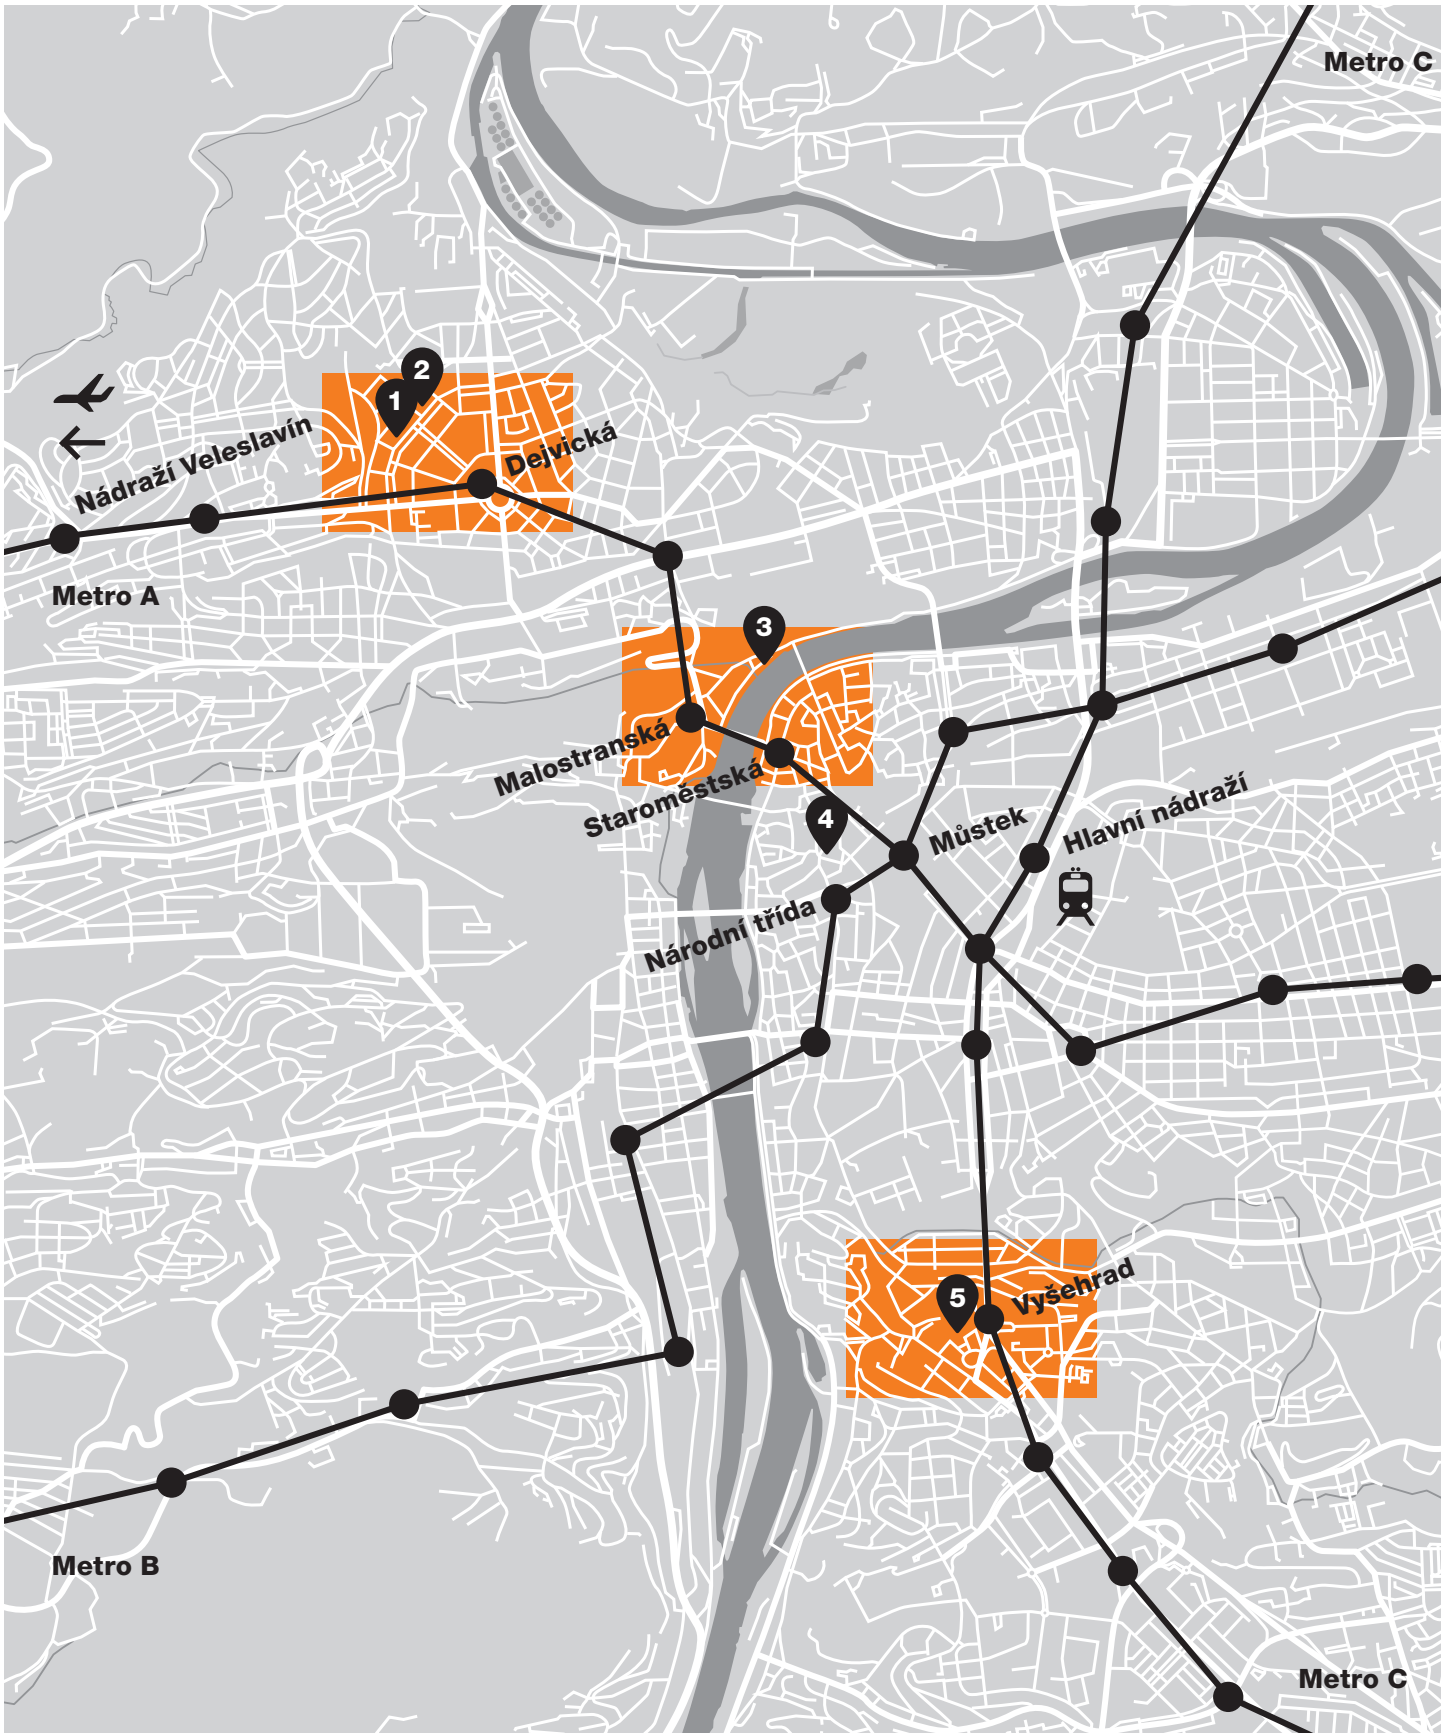 Metro C
2
1
Nádraží Veleslavín
Dejvická
Metro A
3
Malostranská
Staroměstská
4
Můstek
Hlavní nádraží
Národní třída
5
Vyšehrad
Metro B
Metro C